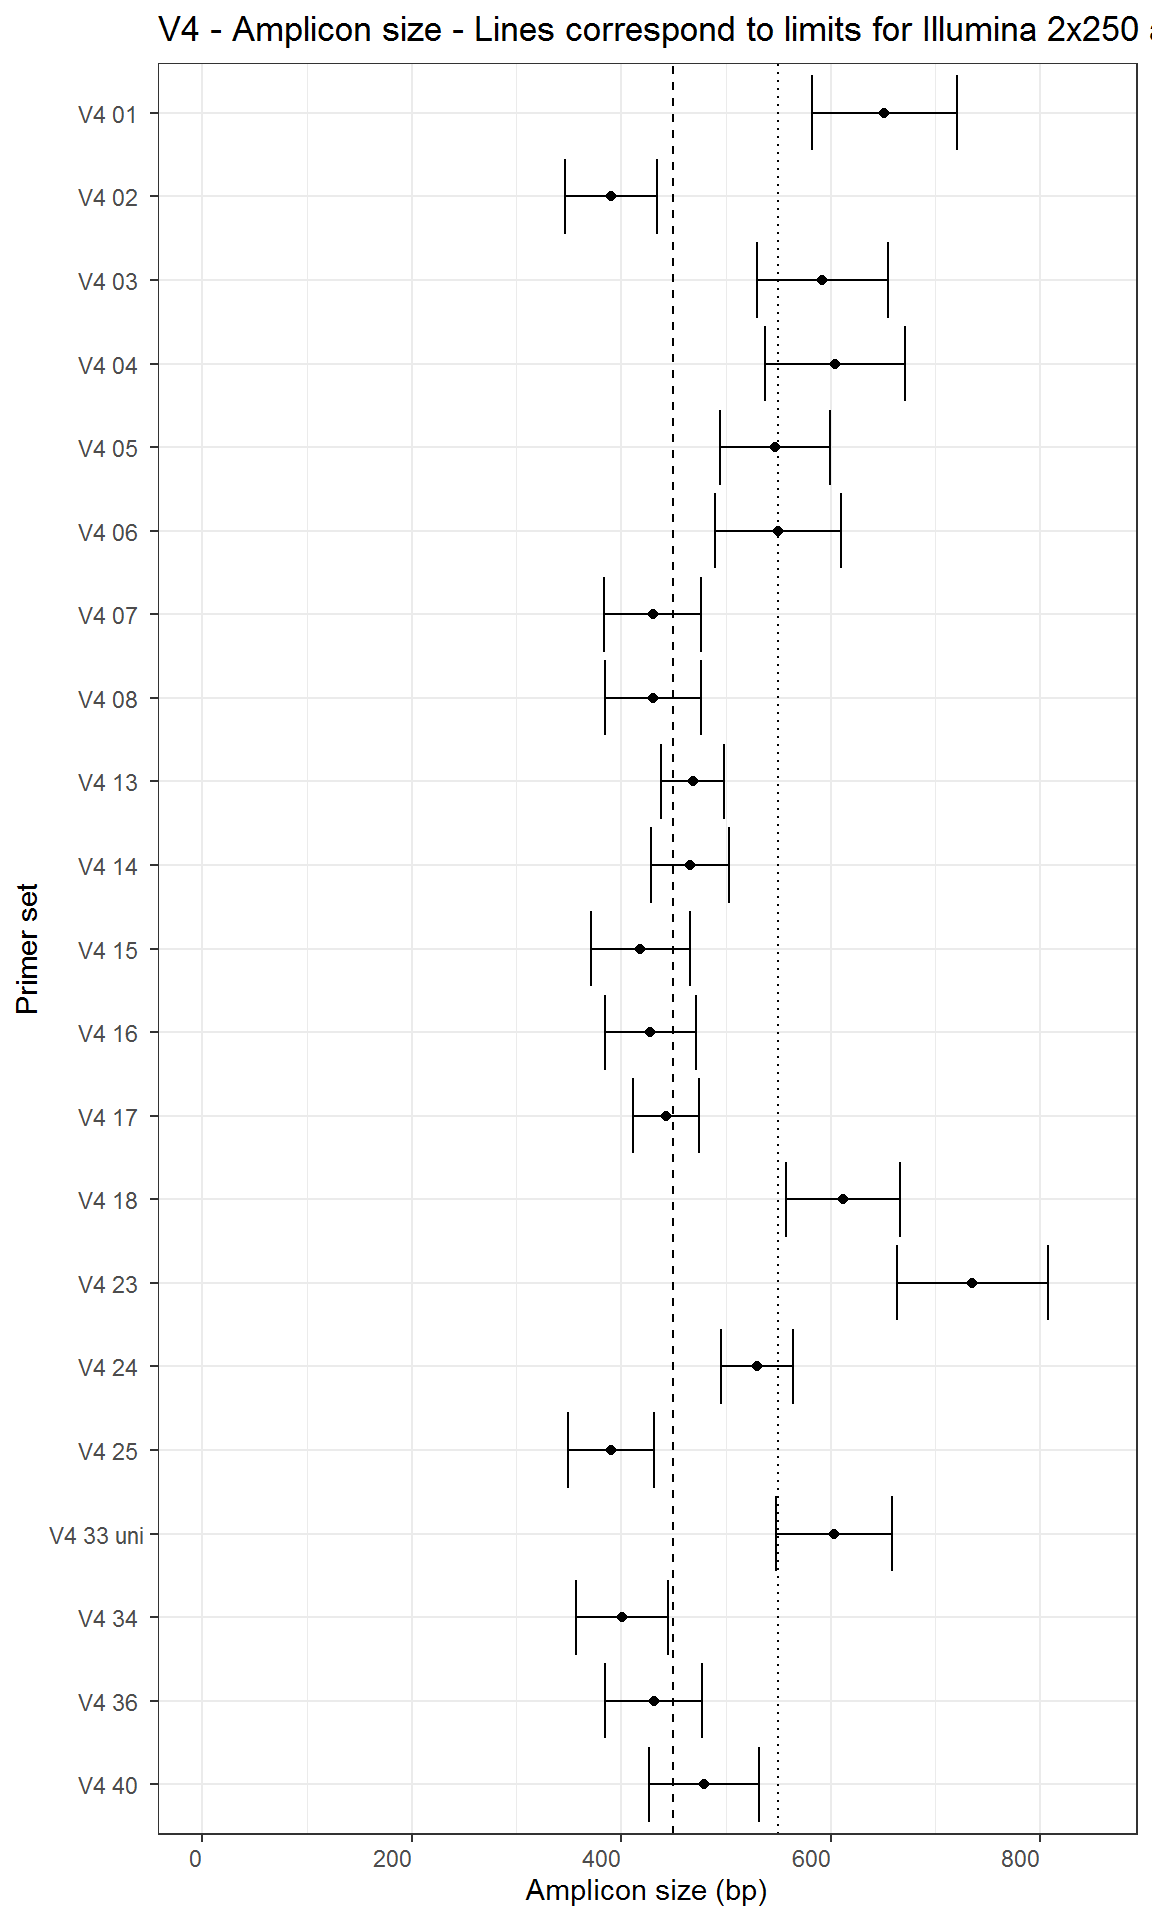 V4 - Amplicon size - Lines correspond to limits for Illumina 2x250
V4 01
V4 02
V4 03
V4 04
V4 05
V4 06
V4 07
V4 08
V4 13
V4 14
V4 15
V4 16
V4 17
V4 18
V4 23
V4 24
V4 25
V4 33 uni
V4 34
V4 36
V4 40
Primer set
0 200 400 600 800
Amplicon size (bp)